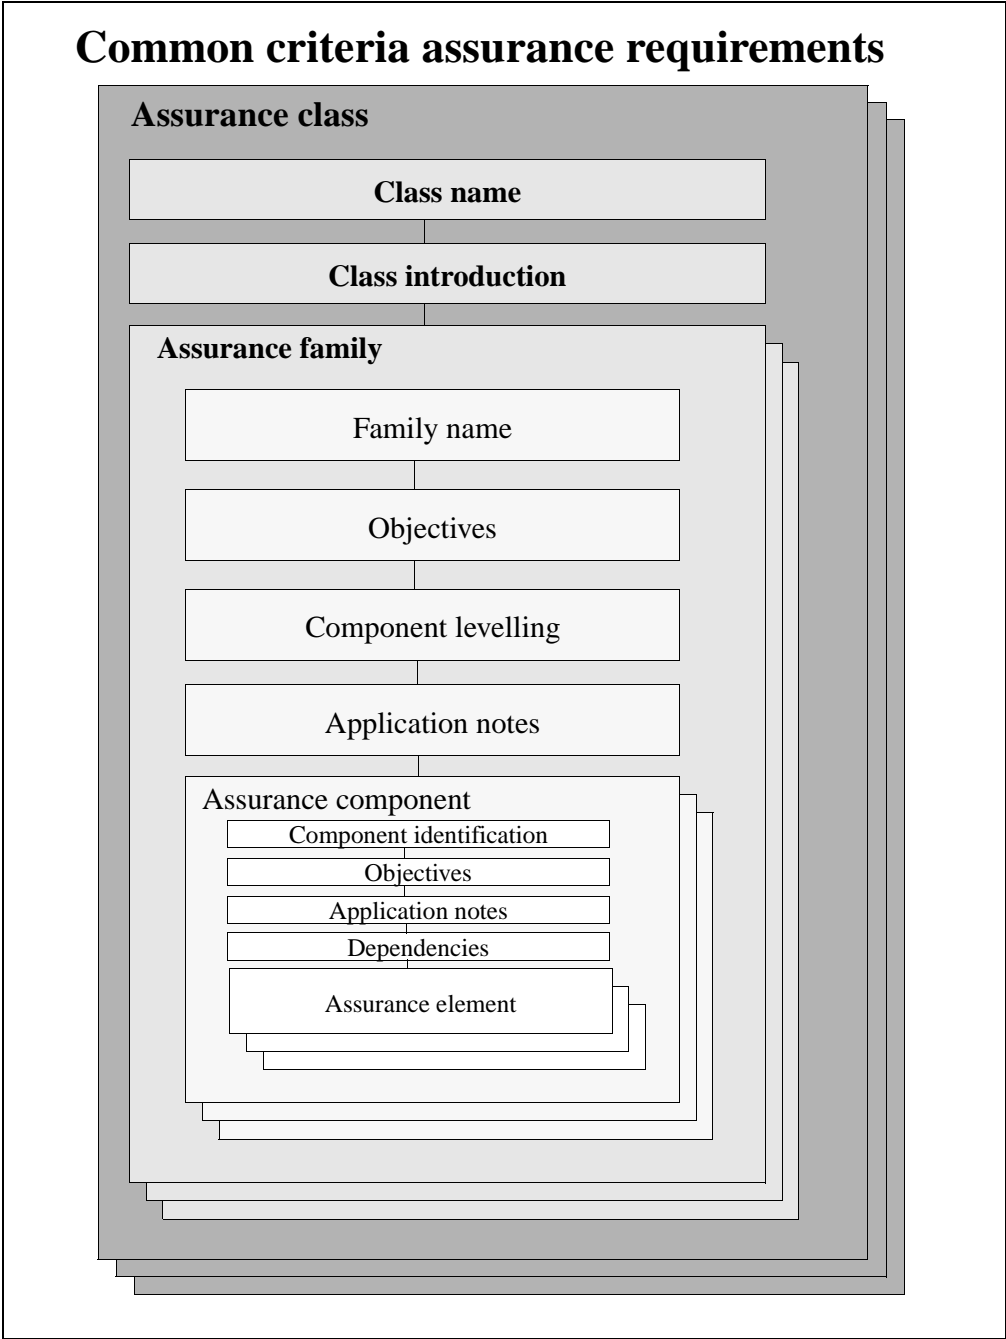 Common criteria assurance requirements
Assurance class
Class name
Class introduction
Assurance family
Family name
Objectives
Component levelling
Application notes
Assurance component
Component identification
Objectives
Application notes
Dependencies
Assurance element